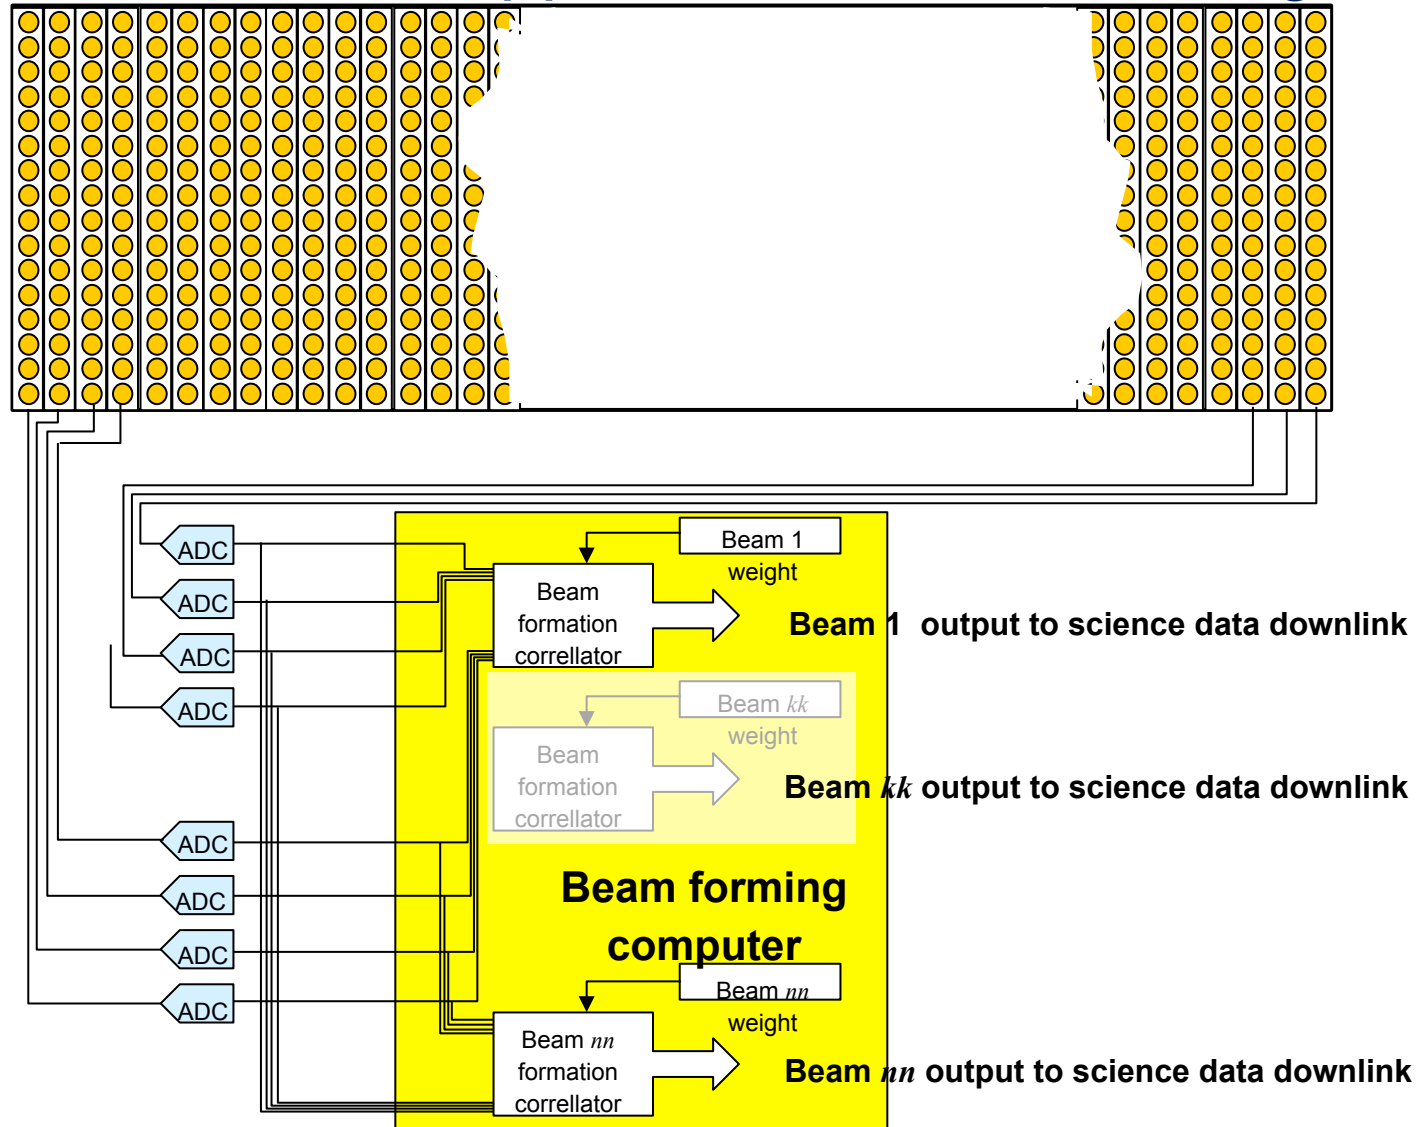 ADC
ADC
ADC
ADC
ADC
ADC
ADC
ADC
Beam 1
weight
Beam
formation
correllator
Beam 1 output to science data downlink
Beam kk
weight
Beam
formation
correllator
Beam kk output to science data downlink
Beam forming
computer
Beam nn
weight
Beam nn
formation
correllator
Beam nn output to science data downlink